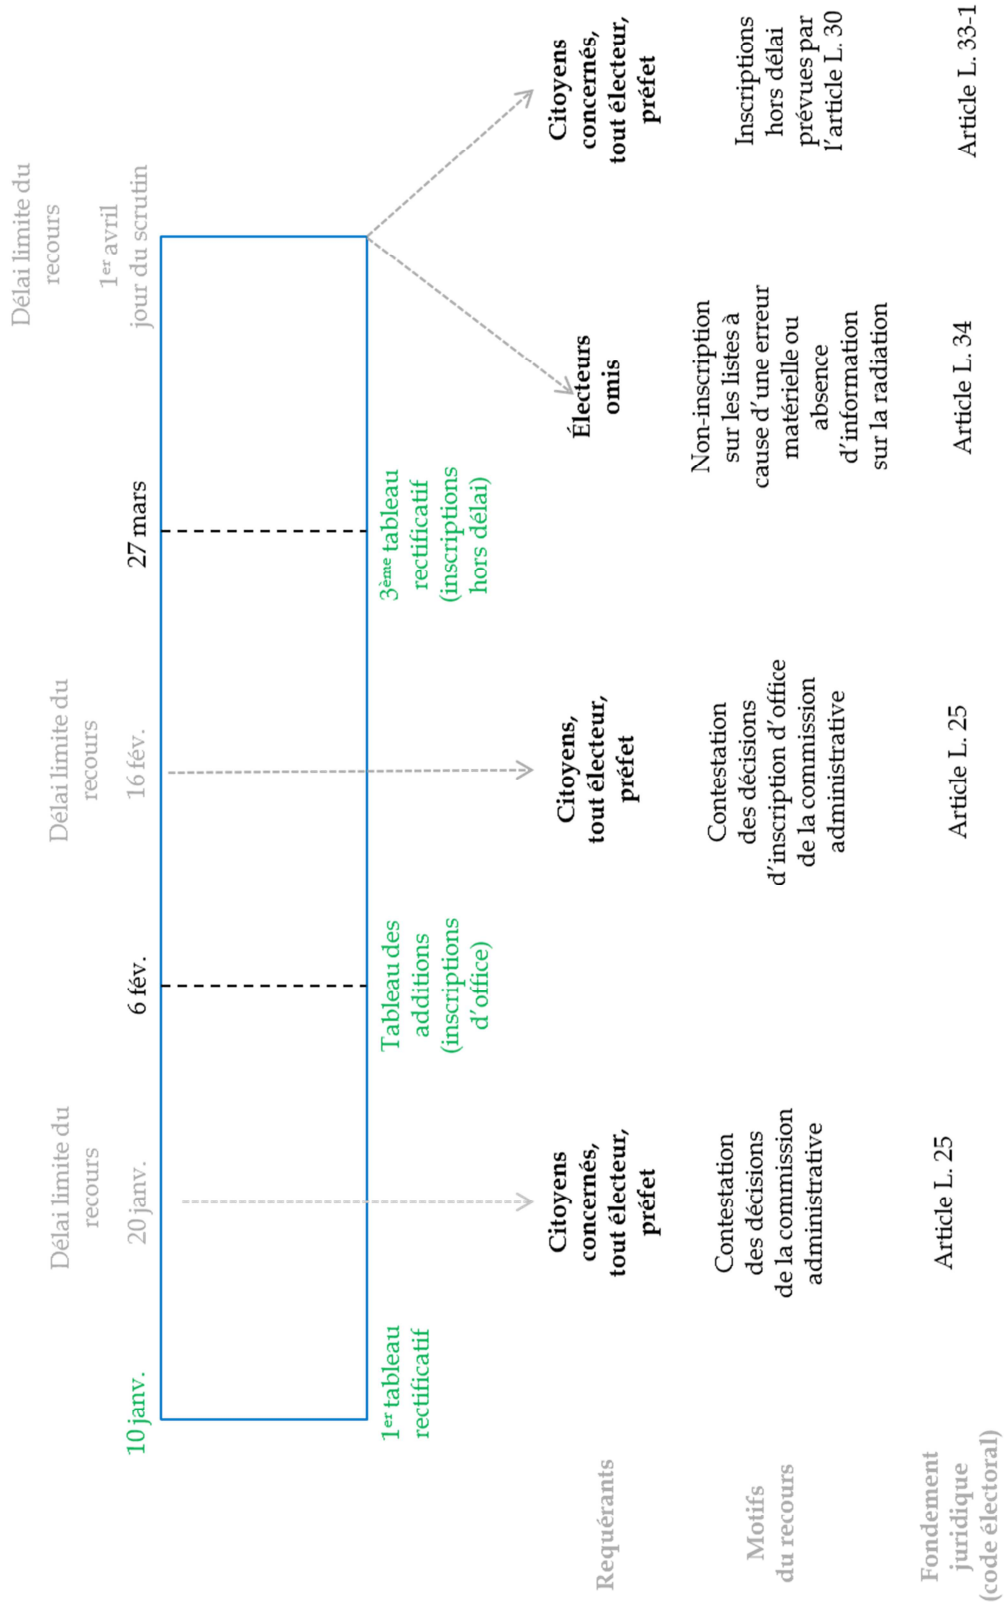 Délai limite du
recours
Délai limite du
recours
Délai limite du
recours
10 janv.
20 janv.
6 fév.
16 fév.
27 mars
1er avril
jour du scrutin
1er tableau
rectificatif
Tableau des
additions
(inscriptions
d'office)
3ème tableau
rectificatif
(inscriptions
hors délai)
Requérants
Citoyens
concernés,
tout électeur,
préfet
Citoyens,
tout électeur,
préfet
Électeurs
omis
Citoyens
concernés,
tout électeur,
préfet
Motifs
du recours
Contestation
des décisions
de la commission
administrative
Contestation
des décisions
d'inscription d'office
de la commission
administrative
Non-inscription
sur les listes à
cause d'une erreur
matérielle ou
absence
d'information
sur la radiation
Inscriptions
hors délai
prévues par
l'article L. 30
Fondement
juridique
(code électoral)
Article L. 25
Article L. 25
Article L. 34
Article L. 33-1